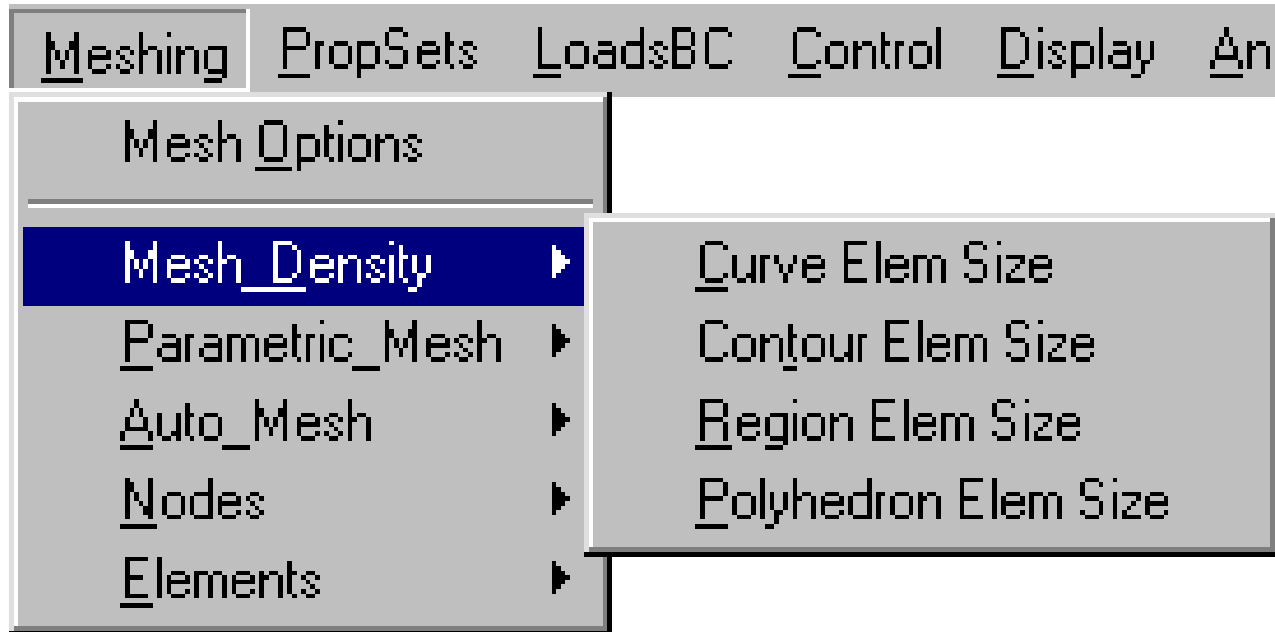 Meshing PropSets LoadsBC Control Display An
Mesh Options
Mesh_Density
Parametric_Mesh
Auto_Mesh
Nodes
Elements
Curve Elem Size
Contour Elem Size
Region Elem Size
Polyhedron Elem Size